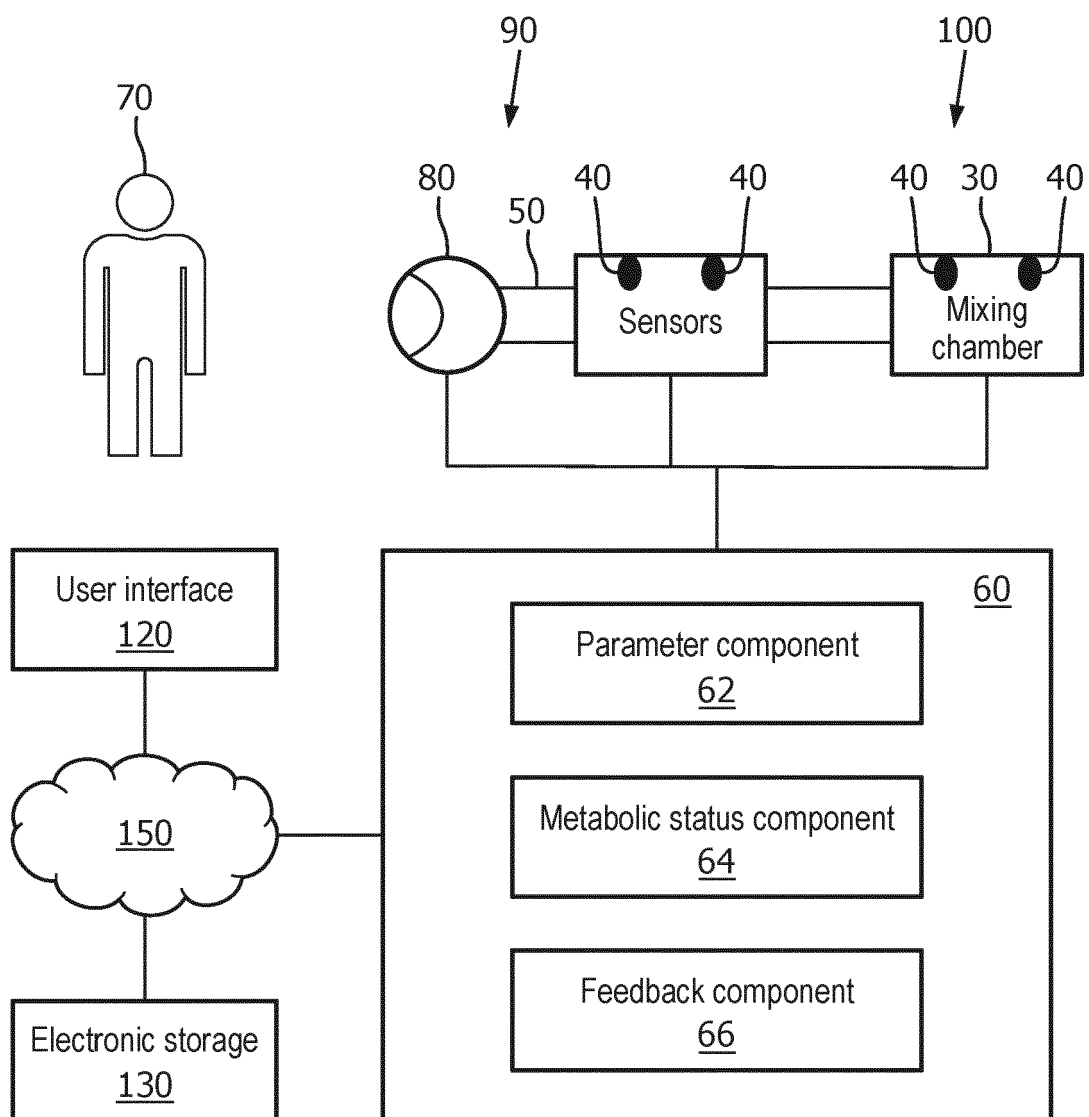 90
100
70
80
50
40
40
40
30
40
Sensors
Mixing
chamber
User interface
120
60
Parameter component
62
150
Metabolic status component
64
Feedback component
66
Electronic storage
130